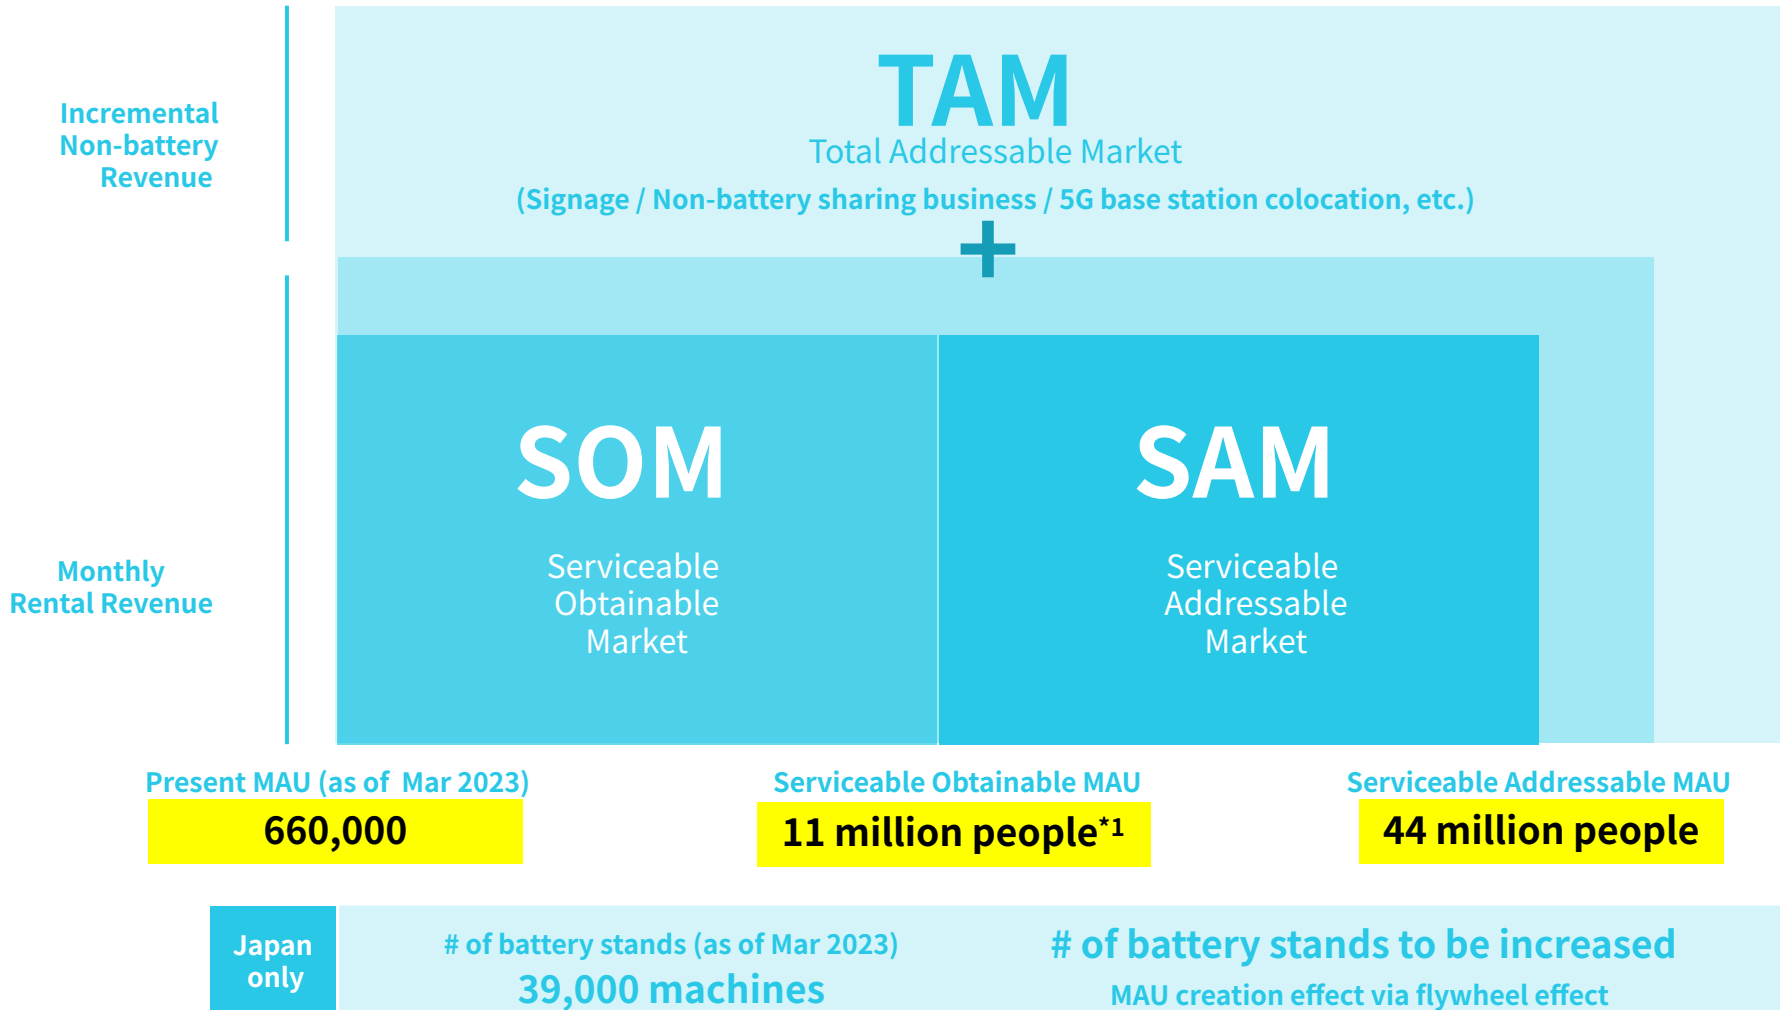 TAM
Total Addressable Market
(Signage / Non-battery sharing business / 5G base station colocation, etc.)
+
Incremental
Non-battery
Revenue
SOM
Serviceable
Obtainable
Market
SAM
Serviceable
Addressable
Market
Monthly
Rental Revenue
Present MAU (as of Mar 2023)
660,000
Serviceable Obtainable MAU
11 million people*1
Serviceable Addressable MAU
44 million people
Japan
only
# of battery stands (as of Mar 2023)
39,000 machines
# of battery stands to be increased
MAU creation effect via flywheel effect